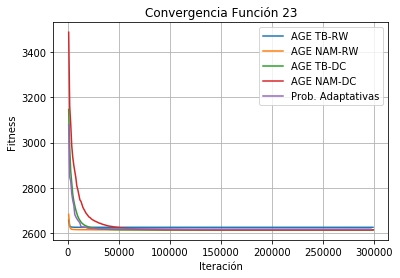 Convergencia Función 23
AGE TB-RW
AGE NAM-RW
AGE TB-DC
AGE NAM-DC
Prob. Adaptativas
Fitness
3400
3200
3000
2800
2600
0 50000 100000 150000 200000 250000 300000
Iteración